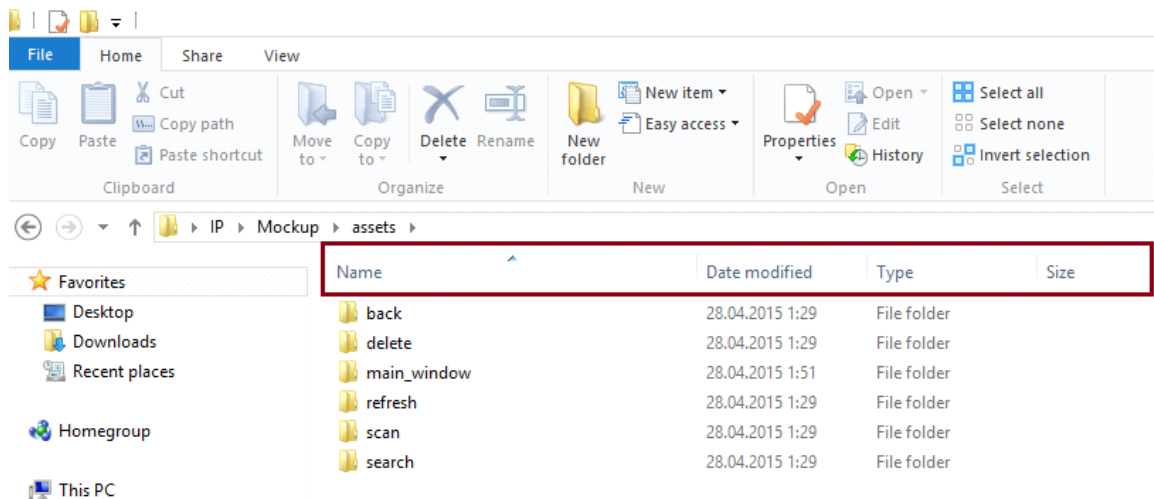 File Home Share View
Cut
New item Open Select all
Copy path
Easy access Edit Select none
Copy Paste Move to Copy to Delete Rename New folder Properties
Paste shortcut History Invert selection
Clipboard Organize New Open Select
IP Mockup assets
Name Date modified Type Size
Favorites
Desktop back 28.04.2015 1:29 File folder
Downloads delete 28.04.2015 1:29 File folder
Recent places main_window 28.04.2015 1:51 File folder
refresh 28.04.2015 1:29 File folder
Homegroup scan 28.04.2015 1:29 File folder
search 28.04.2015 1:29 File folder
This PC